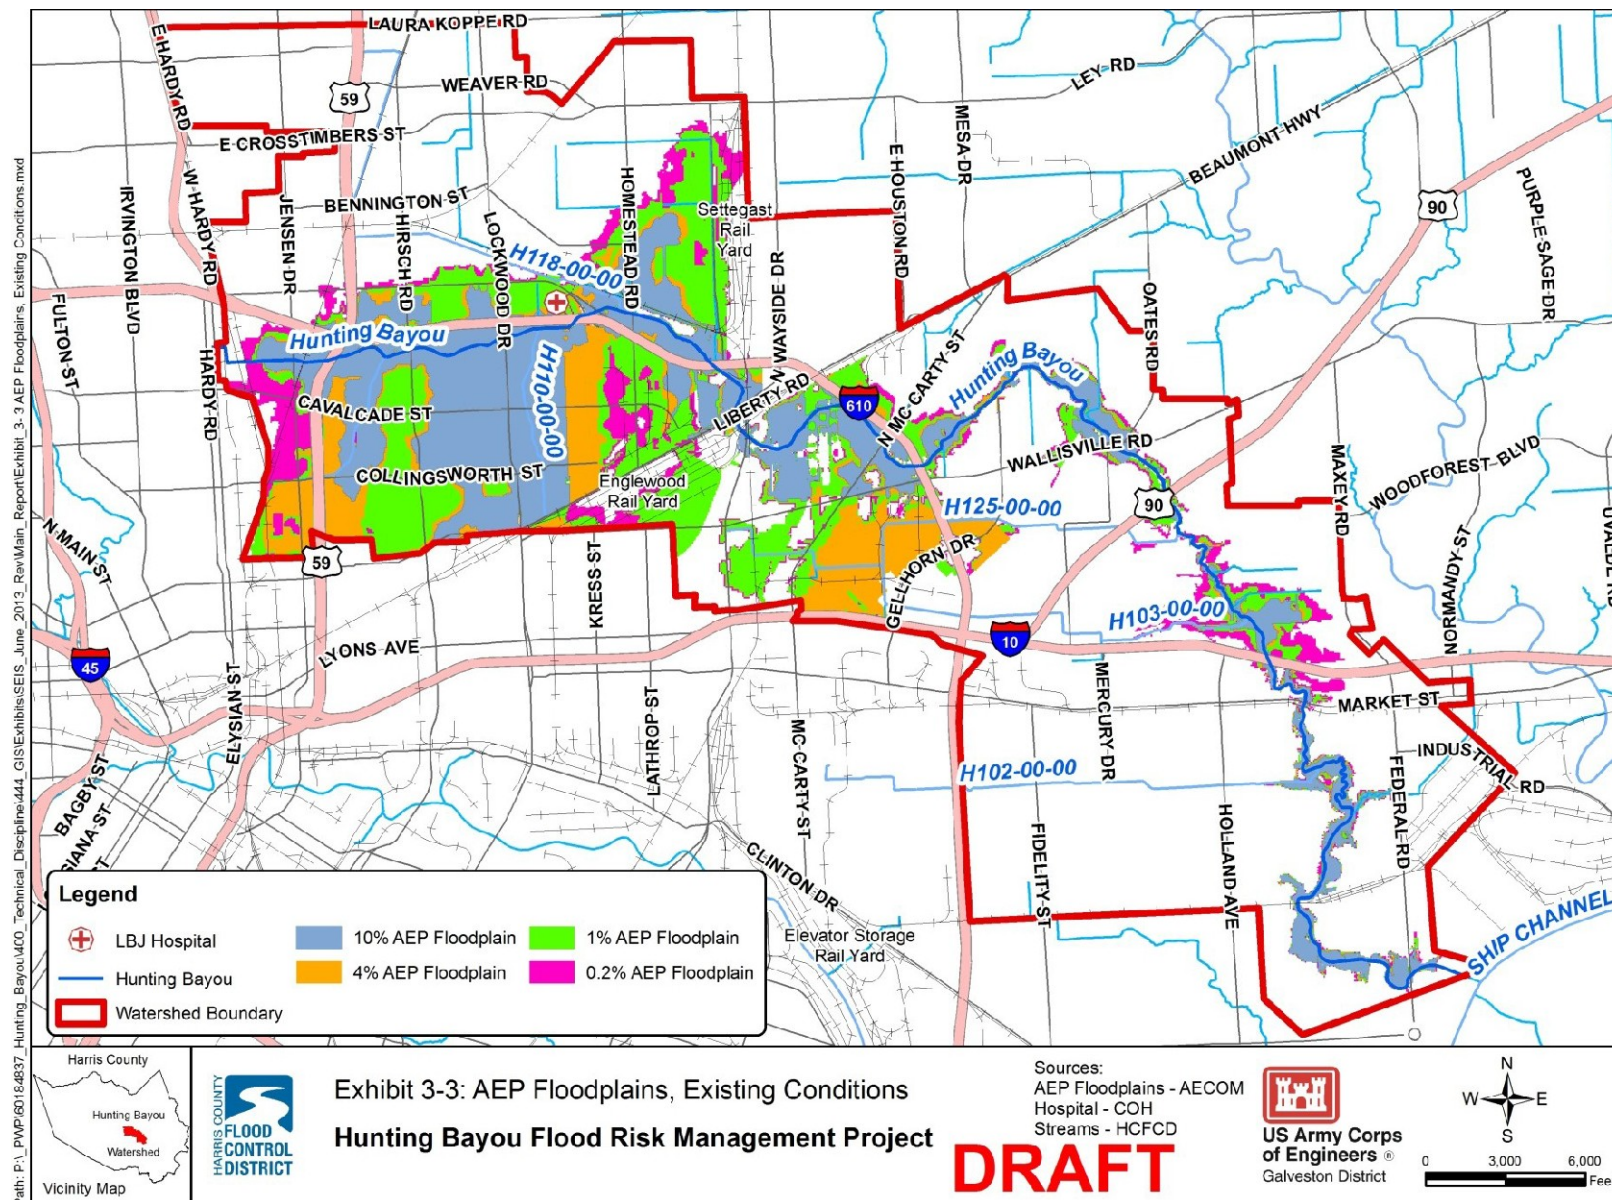 LAURA KOPPE RD
E HARDY RD
59
WEAVER RD
LEY RD
E CROSSTIMBERS ST
MESA DR
BEAUMONT HWY
W HARDY RD
IRVINGTON BLVD
JENSEN DR
BENNINGTON ST
HIRSCH RD
LOCKWOOD DR
HOMESTEAD RD
Settegast
Rail
Yard
E HOUSTON RD
90
PURPLE SAGE DR
H118-00-00
N WAYSIDE DR
OATES RD
FULTON ST
Hunting Bayou
HARDY RD
H110-00-00
CAVALCADE ST
LIBERTY RD
610
N MC CARTY ST
Hunting Bayou
COLLINGSWORTH ST
Englewood
Rail Yard
WALLISVILLE RD
90
MAXEY RD
WOODFOREST BLVD
H125-00-00
N MAIN ST
59
KRESS ST
GELLHORN DR
NORMANDY ST
H103-00-00
10
45
LYONS AVE
ELYSIAN ST
LATHROP ST
MC CARTY ST
MERCURY DR
MARKET ST
INDUSTRIAL RD
H102-00-00
FEDERAL RD
BAGBY ST
FIDELITY ST
HOLLAND AVE
CLINTON DR
Elevator Storage
Rail Yard
SHIP CHANNEL
Legend
LBJ Hospital
Hunting Bayou
Watershed Boundary
10% AEP Floodplain
4% AEP Floodplain
1% AEP Floodplain
0.2% AEP Floodplain
Harris County
Hunting Bayou
Watershed
Vicinity Map
HARRIS COUNTY
FLOOD
CONTROL
DISTRICT
Exhibit 3-3: AEP Floodplains, Existing Conditions
Hunting Bayou Flood Risk Management Project
Sources:
AEP Floodplains - AECOM
Hospital - COH
Streams - HCFCD
DRAFT
US Army Corps
of Engineers ®
Galveston District
N
W E
S
0 3,000 6,000
Fee